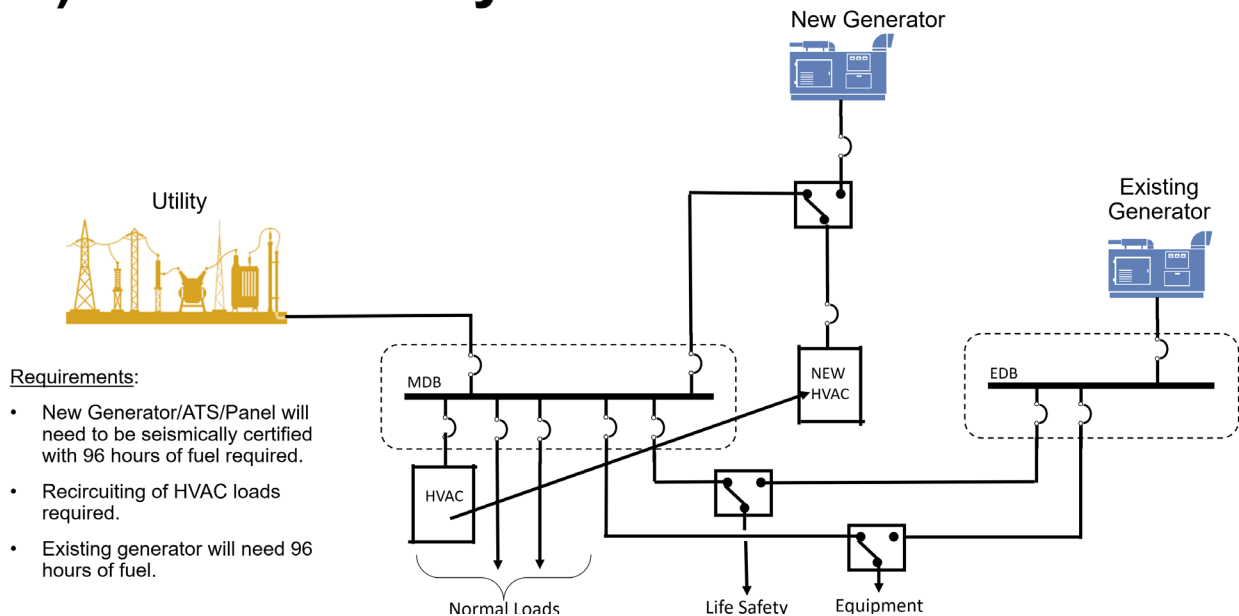 New Generator
Utility
Existing
Generator
Requirements:
• New Generator/ATS/Panel will
need to be seismically certified
with 96 hours of fuel required.
• Recircuiting of HVAC loads
required.
• Existing generator will need 96
hours of fuel.
MDB
NEW
HVAC
EDB
HVAC
Normal Loads
Life Safety
Equipment